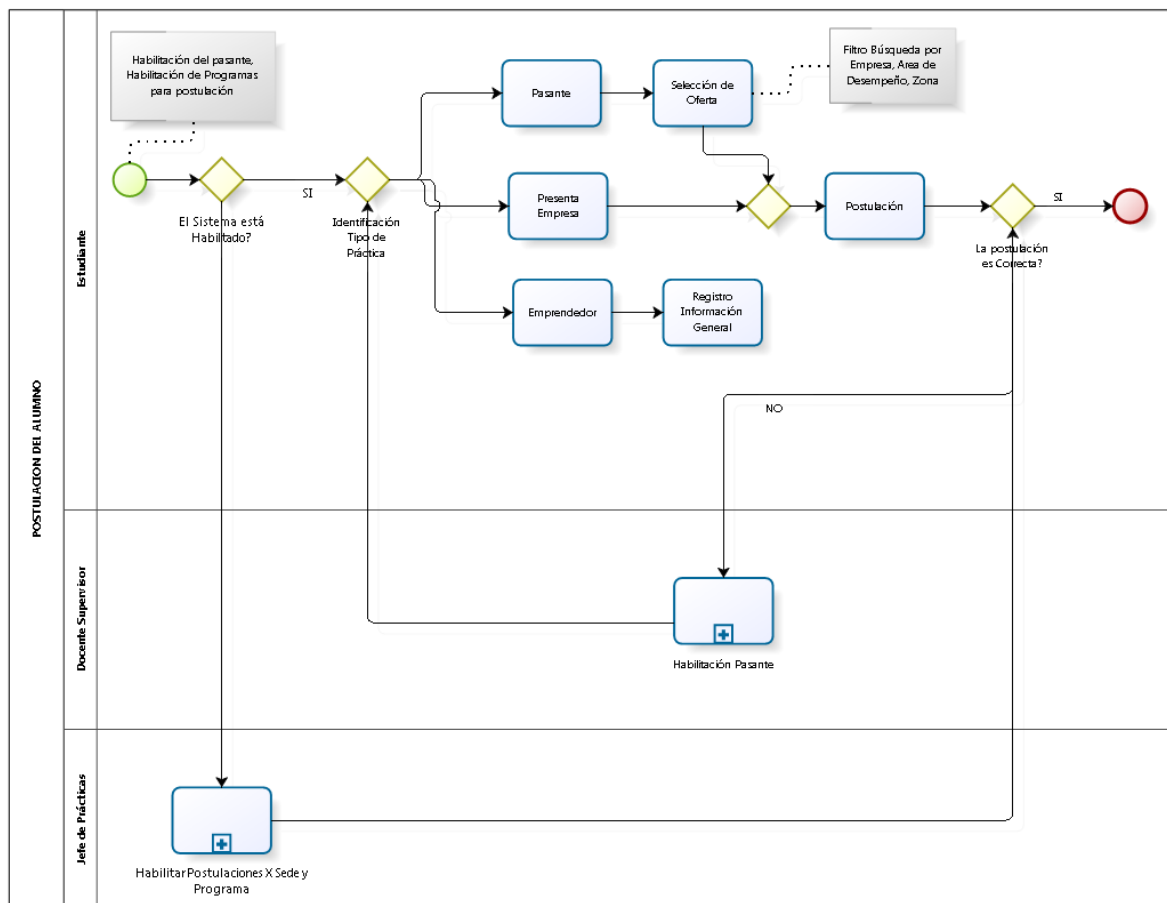 POSTULACION DEL ALUMNO
Estudiante
Habilitación del pasante,
Habilitación de Programas
para postulación
El Sistema está
Habilitado?
SI
Identificación
Tipo de
Práctica
Pasante
Selección de
Oferta
Filtro Búsqueda por
Empresa, Area de
Desempeño, Zona
Presenta
Empresa
Postulación
SI
La postulación
es Correcta?
Emprendedor
Registro
Información
General
NO
Docente Supervisor
Habilitación Pasante
Jefe de Prácticas
Habilitar Postulaciones X Sede y
Programa